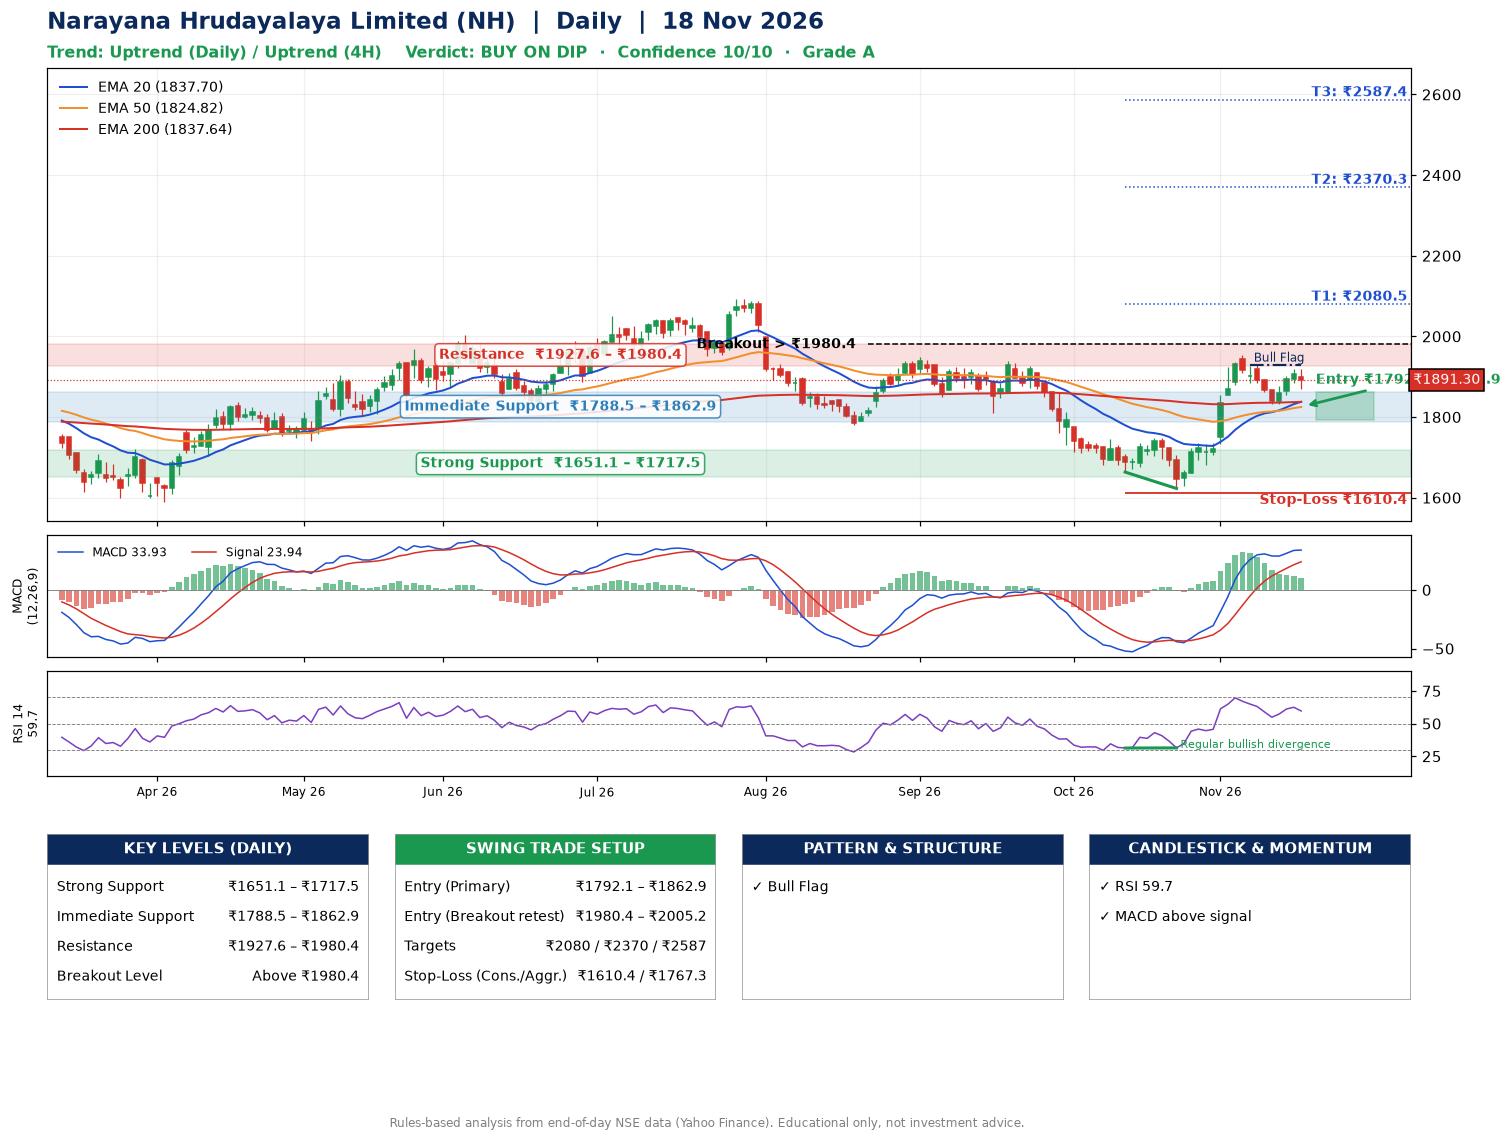 Narayana Hrudayalaya Limited (NH)  |  Daily  |  18 Nov 2026
Trend: Uptrend (Daily) / Uptrend (4H)    Verdict: BUY ON DIP  ·  Confidence 10/10  ·  Grade A
EMA 20 (1837.70)
EMA 50 (1824.82)
EMA 200 (1837.64)
T3: ₹2587.4
2600
T2: ₹2370.3
2400
2200
T1: ₹2080.5
2000
Breakout > ₹1980.4
Resistance  ₹1927.6 – ₹1980.4
Bull Flag
Entry ₹1792
₹1891.30
.9
Immediate Support  ₹1788.5 – ₹1862.9
1800
Strong Support  ₹1651.1 – ₹1717.5
Stop-Loss ₹1610.4
1600
MACD 33.93
Signal 23.94
MACD
(12,26,9)
0
−50
RSI 14
59.7
75
50
25
Regular bullish divergence
Apr 26
May 26
Jun 26
Jul 26
Aug 26
Sep 26
Oct 26
Nov 26
KEY LEVELS (DAILY)
Strong Support ₹1651.1 – ₹1717.5
Immediate Support ₹1788.5 – ₹1862.9
Resistance ₹1927.6 – ₹1980.4
Breakout Level Above ₹1980.4
SWING TRADE SETUP
Entry (Primary) ₹1792.1 – ₹1862.9
Entry (Breakout retest) ₹1980.4 – ₹2005.2
Targets ₹2080 / ₹2370 / ₹2587
Stop-Loss (Cons./Aggr.) ₹1610.4 / ₹1767.3
PATTERN & STRUCTURE
✓ Bull Flag
CANDLESTICK & MOMENTUM
✓ RSI 59.7
✓ MACD above signal
Rules-based analysis from end-of-day NSE data (Yahoo Finance). Educational only, not investment advice.